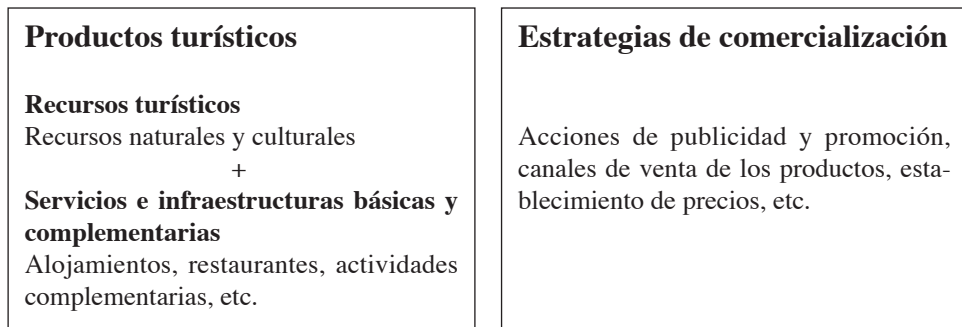 Productos turísticos
Recursos turísticos
Recursos naturales y culturales
+
Servicios e infraestructuras básicas y
complementarias
Alojamientos, restaurantes, actividades
complementarias, etc.
Estrategias de comercialización
Acciones de publicidad y promoción,
canales de venta de los productos, esta-
blecimiento de precios, etc.